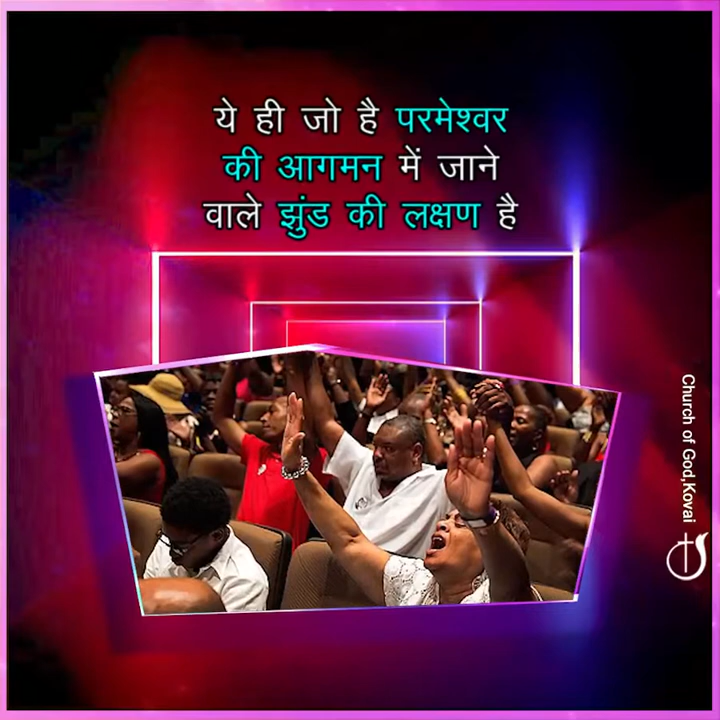 ये ही जो है परमेश्वर
की आगमन में जाने
वाले झुंड की लक्षण है
Church of God,Kovai